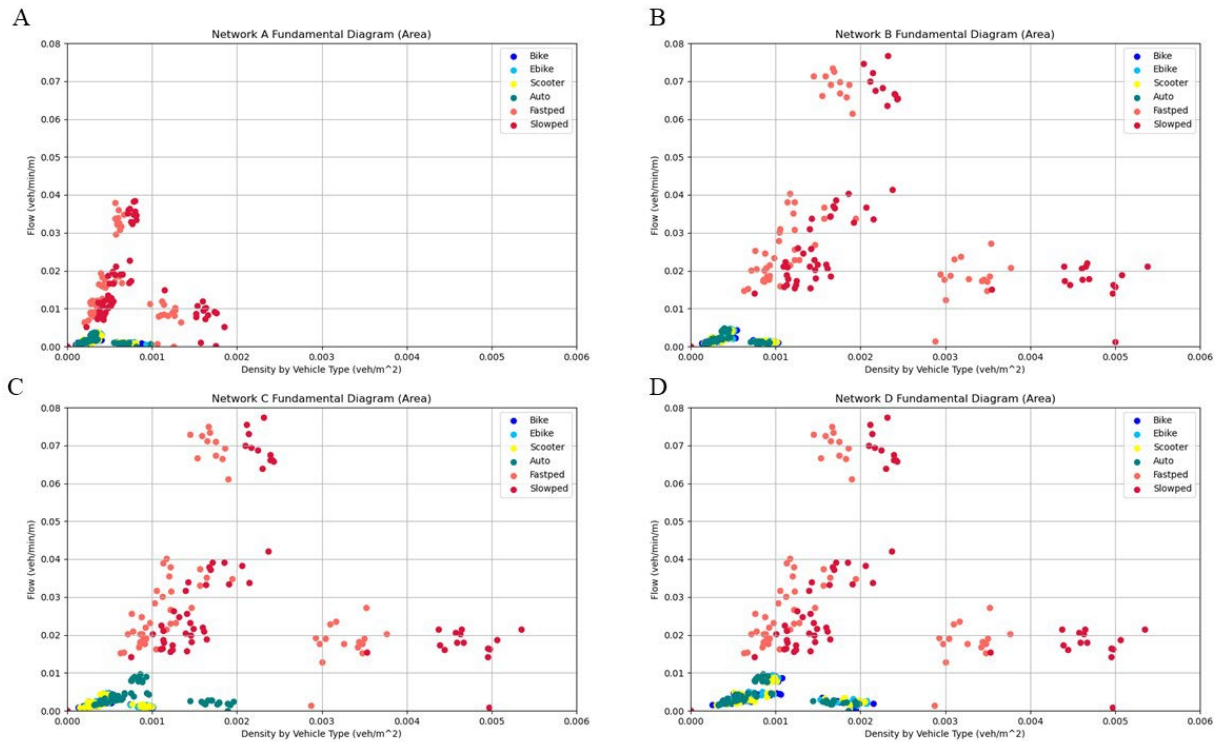 A
Network A Fundamental Diagram (Area)
0.08
0.07
0.06
0.05
0.04
0.03
0.02
0.01
0.00
Flow (veh/min/m)
Bike
Ebike
Scooter
Auto
Fastped
Slowped
0.000 0.001 0.002 0.003 0.004 0.005 0.006
Density by Vehicle Type (veh/m^2)
B
Network B Fundamental Diagram (Area)
0.08
0.07
0.06
0.05
0.04
0.03
0.02
0.01
0.00
Flow (veh/min/m)
Bike
Ebike
Scooter
Auto
Fastped
Slowped
0.000 0.001 0.002 0.003 0.004 0.005 0.006
Density by Vehicle Type (veh/m^2)
C
Network C Fundamental Diagram (Area)
0.08
0.07
0.06
0.05
0.04
0.03
0.02
0.01
0.00
Flow (veh/min/m)
Bike
Ebike
Scooter
Auto
Fastped
Slowped
0.000 0.001 0.002 0.003 0.004 0.005 0.006
Density by Vehicle Type (veh/m^2)
D
Network D Fundamental Diagram (Area)
0.08
0.07
0.06
0.05
0.04
0.03
0.02
0.01
0.00
Flow (veh/min/m)
Bike
Ebike
Scooter
Auto
Fastped
Slowped
0.000 0.001 0.002 0.003 0.004 0.005 0.006
Density by Vehicle Type (veh/m^2)